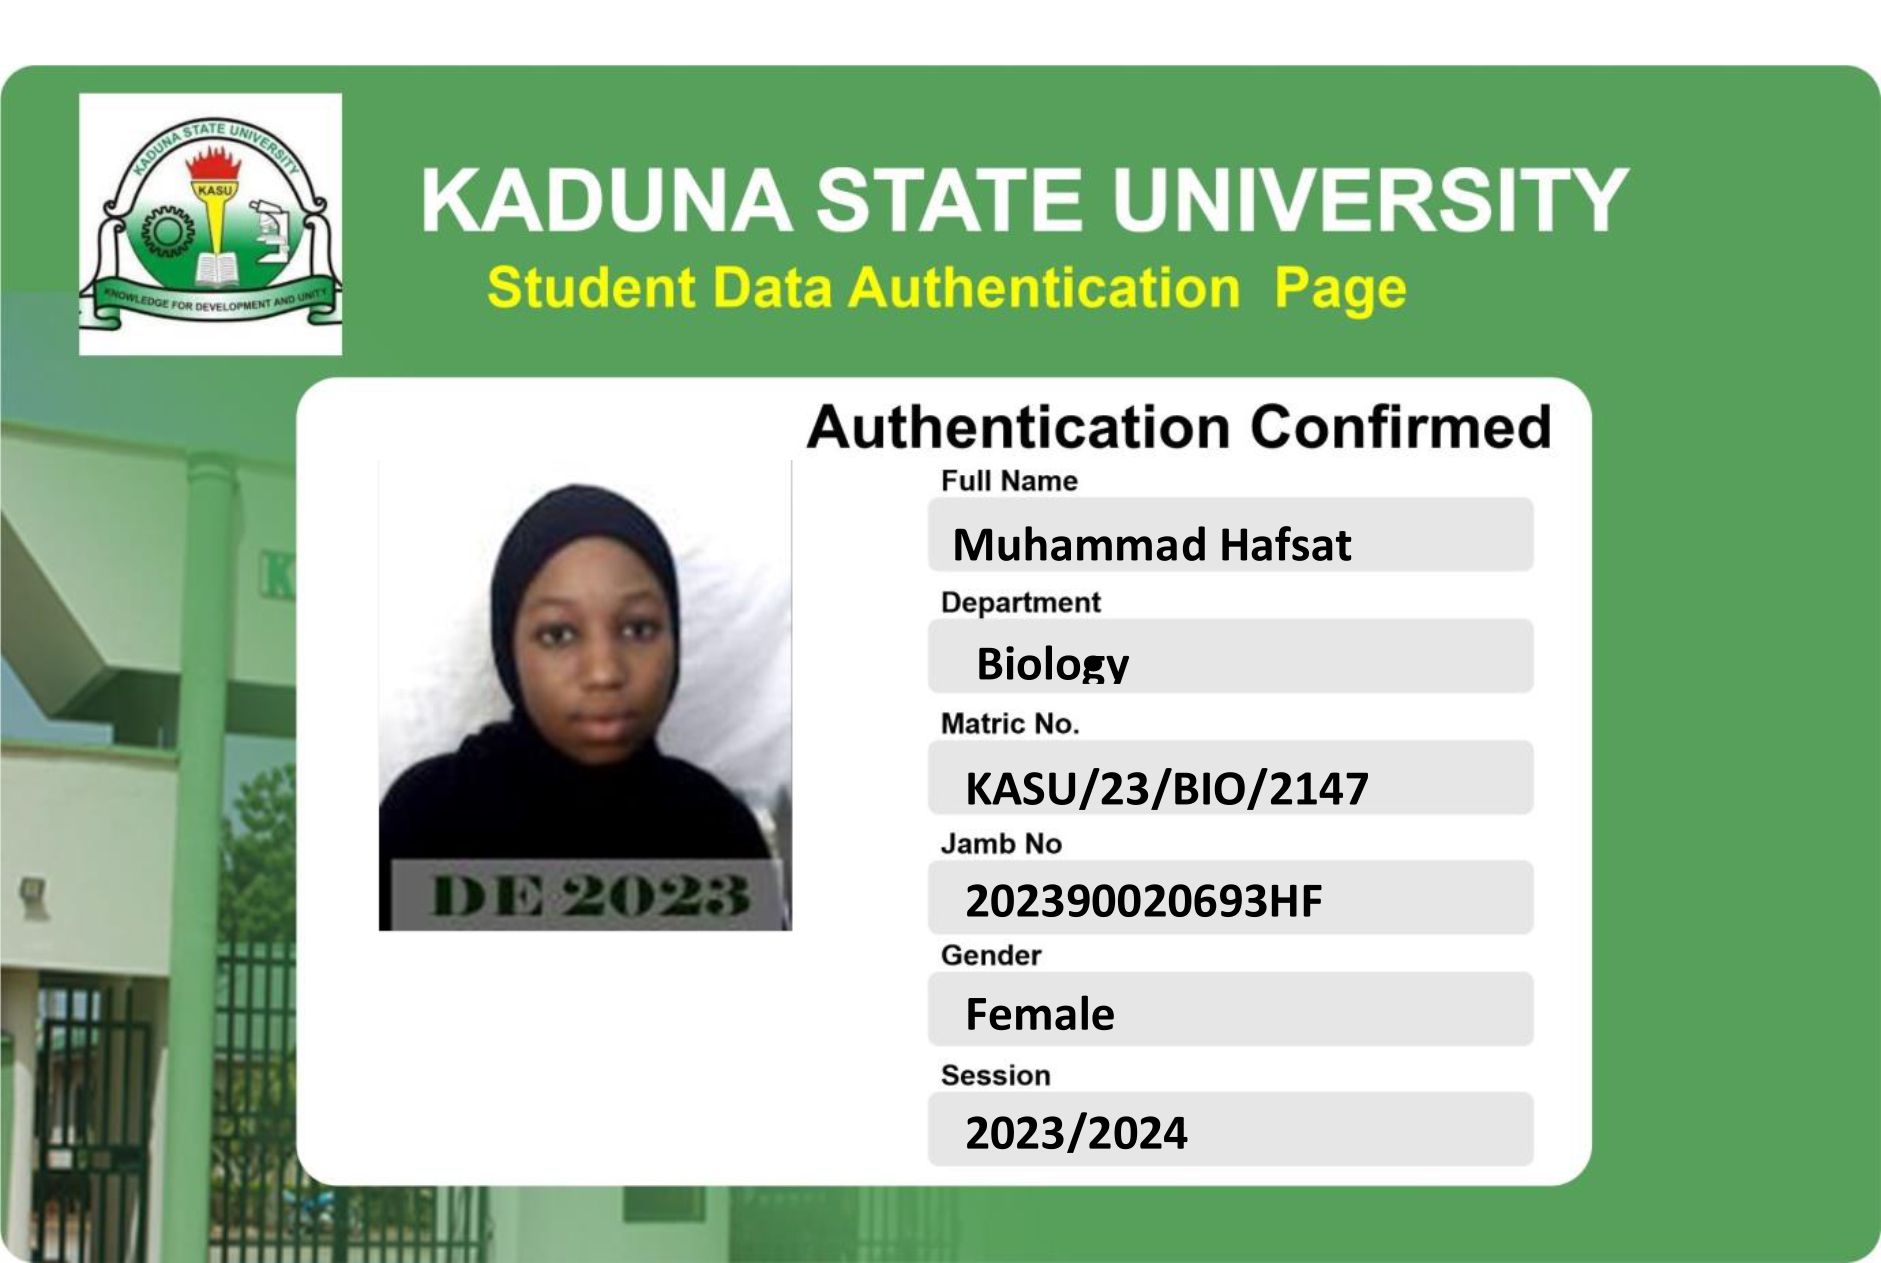 KADUNA STATE UNIVERSITY
KASU
KNOWLEDGE FOR DEVELOPMENT AND UNITY
KADUNA STATE UNIVERSITY
Student Data Authentication Page
Authentication Confirmed
Full Name
Muhammad Hafsat
Department
Biology
Matric No.
KASU/23/BIO/2147
Jamb No
202390020693HF
Gender
Female
Session
2023/2024
DE 2023
K